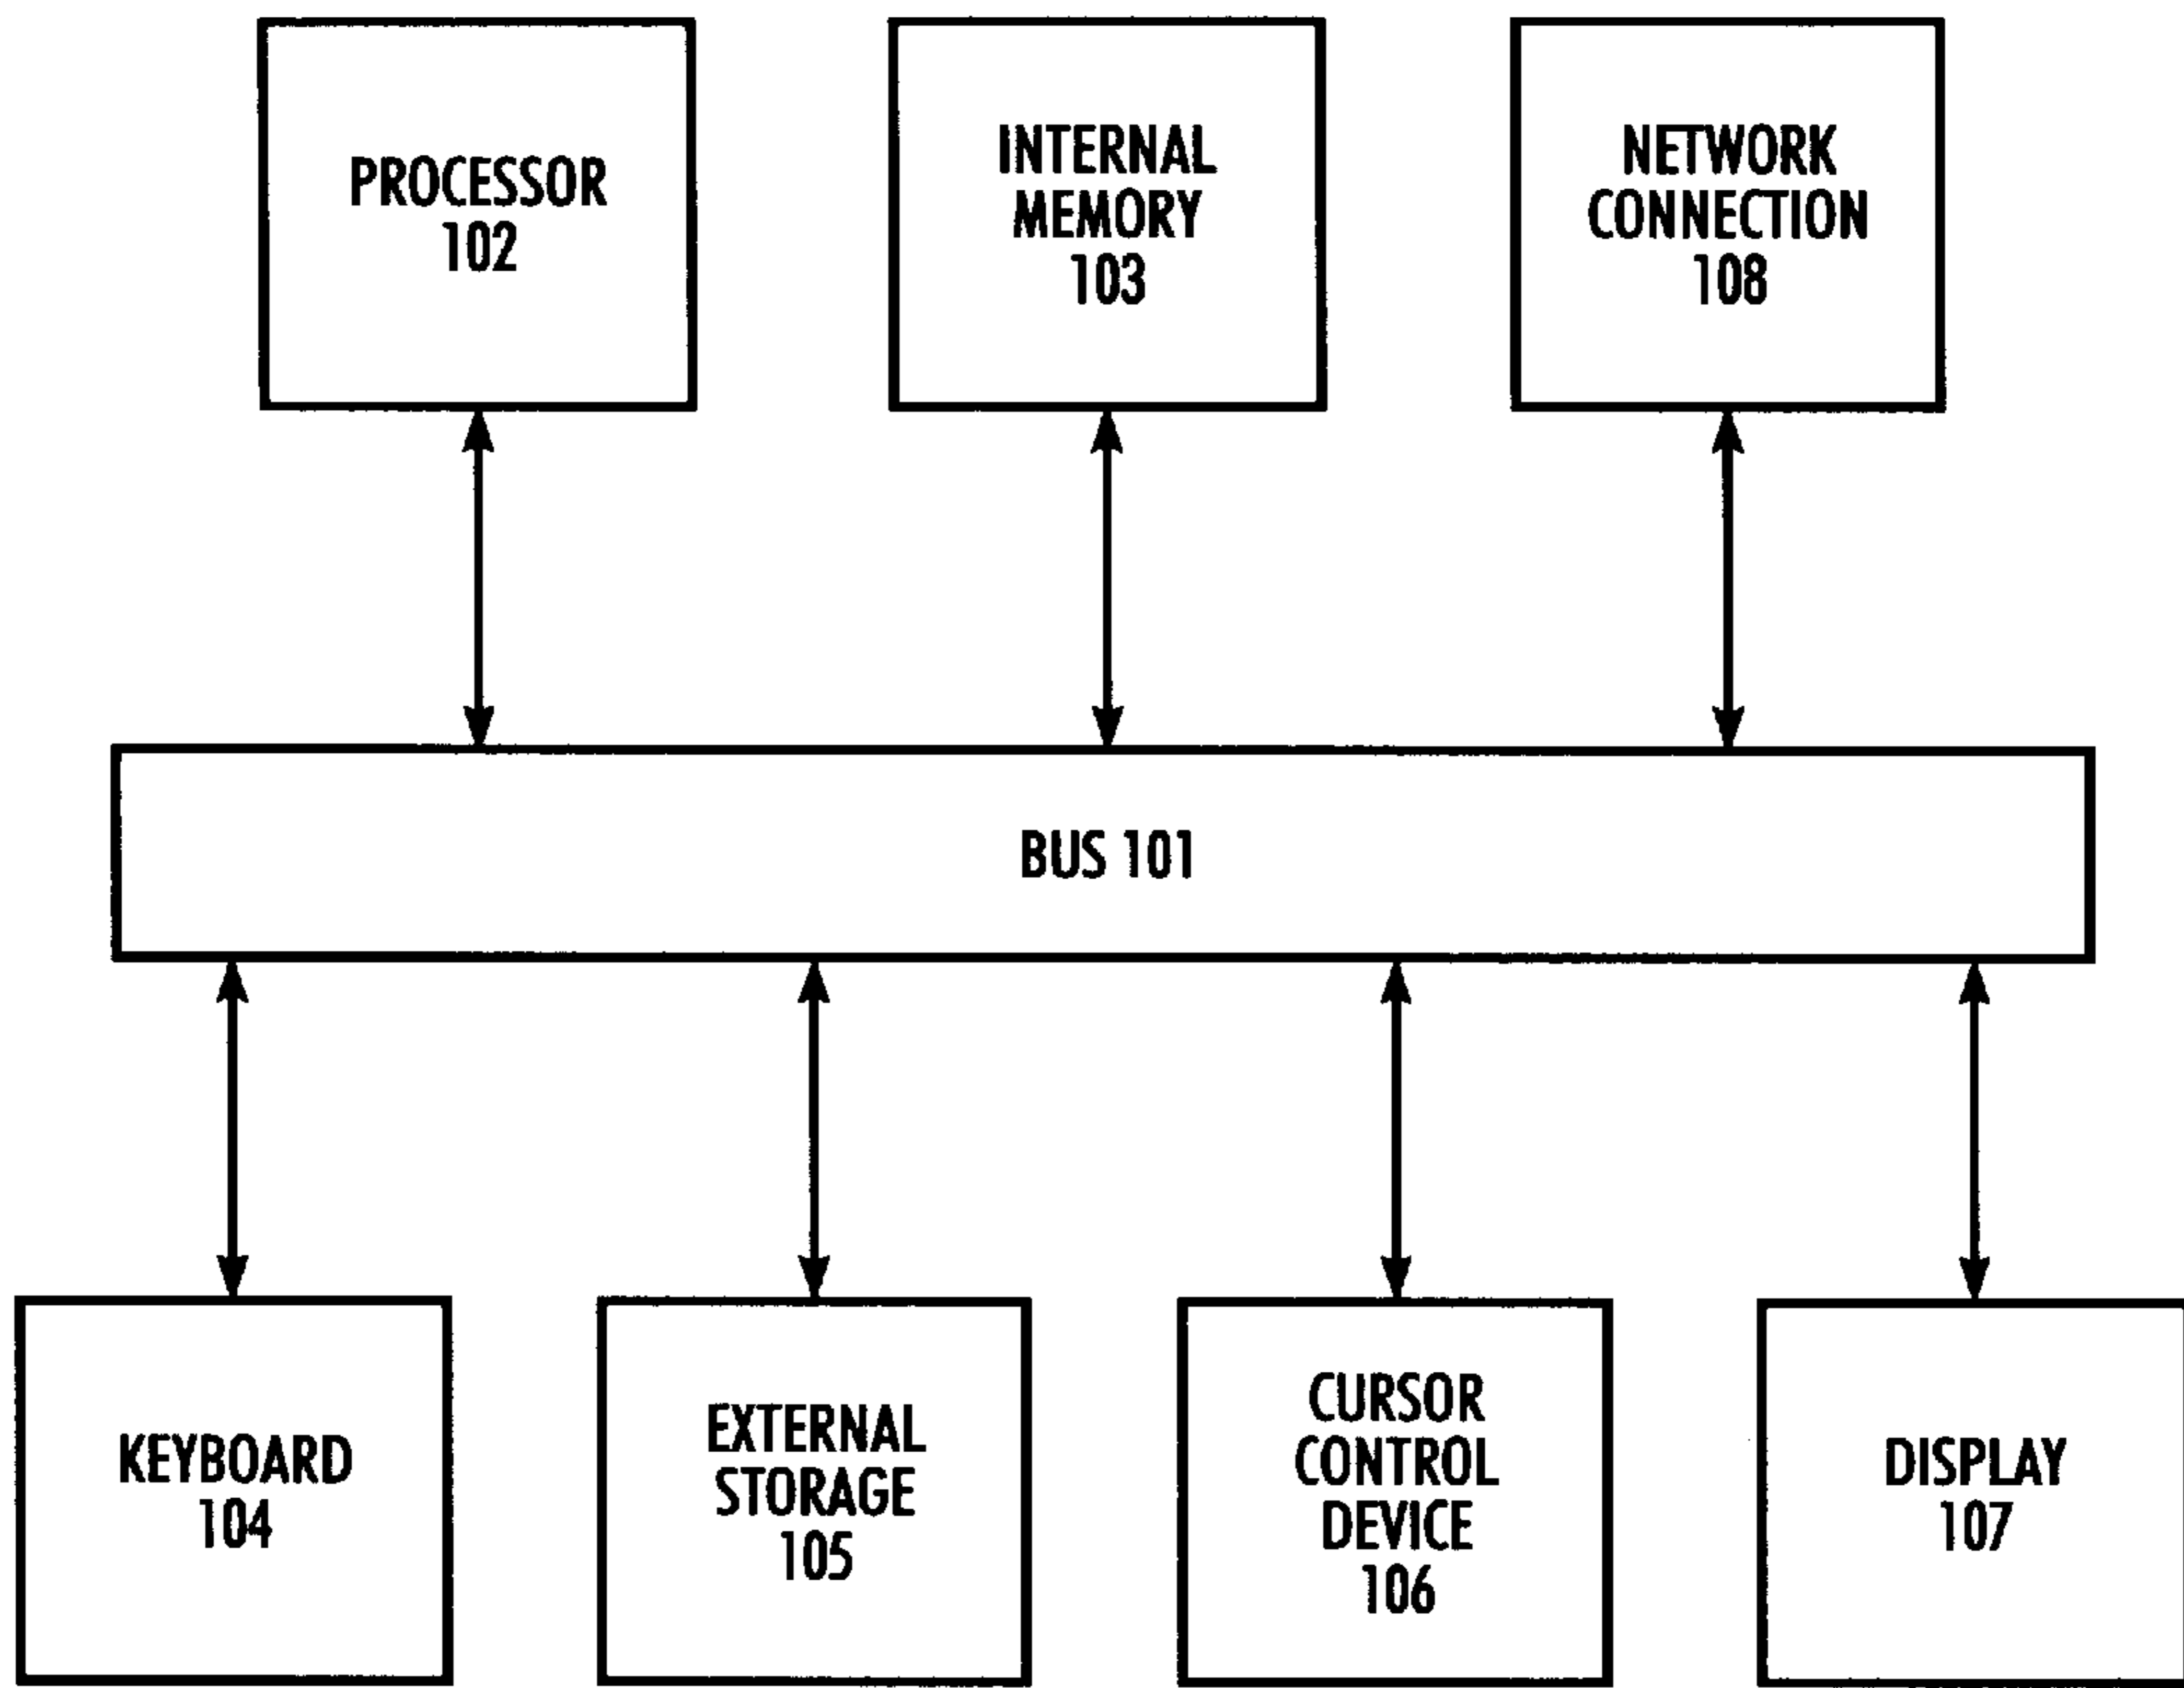 PROCESSOR
102
INTERNAL
MEMORY
103
NETWORK
CONNECTION
108
BUS 101
KEYBOARD
104
EXTERNAL
STORAGE
105
CURSOR
CONTROL
DEVICE
106
DISPLAY
107